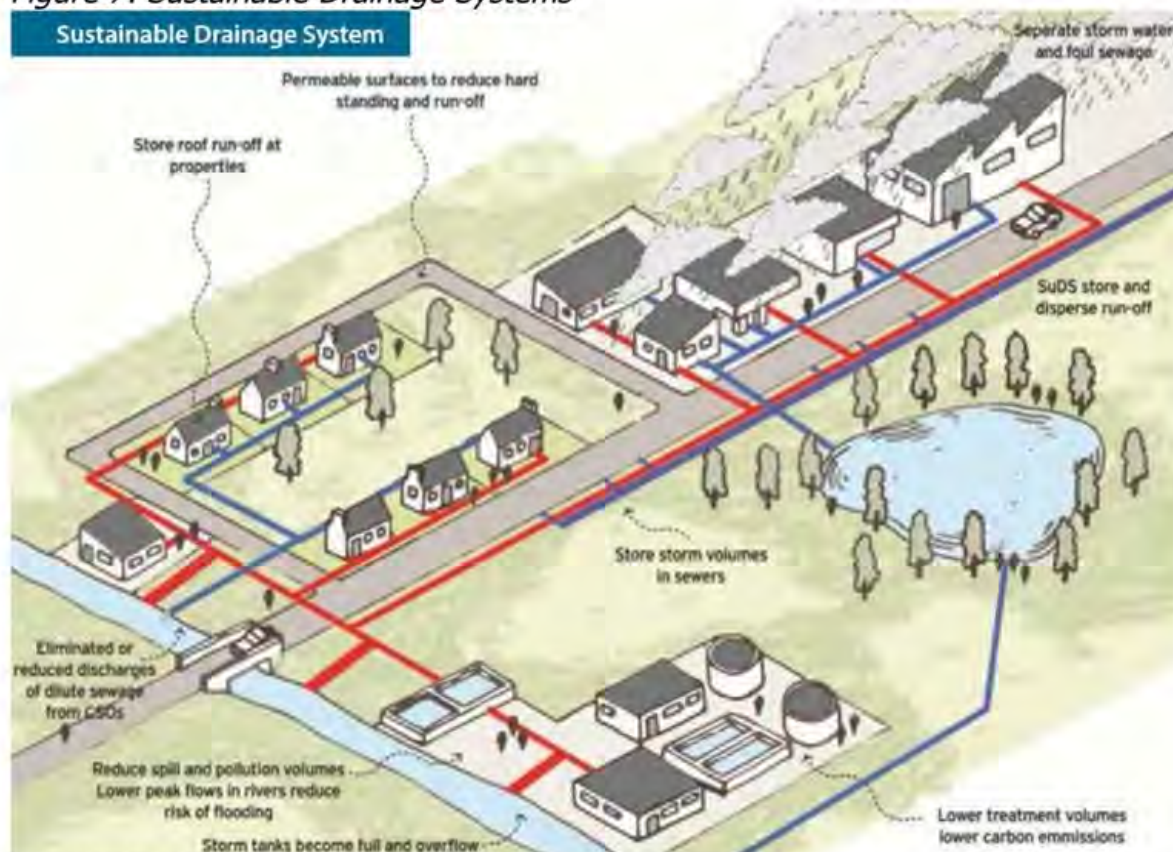 Figure 7: Sustainable Drainage Systems
Sustainable Drainage System
Separate storm water
and foul sewage
Permeable surfaces to reduce hard
standing and run-off
Store roof run-off at
properties
SuDS store and
disperse run-off
Store storm volumes
in sewers
Eliminated or
reduced discharges
of dilute sewage
from CSOs
Reduce spill and pollution volumes
Lower peak flows in rivers reduce
risk of flooding
Storm tanks become full and overflow
Lower treatment volumes
lower carbon emmissions